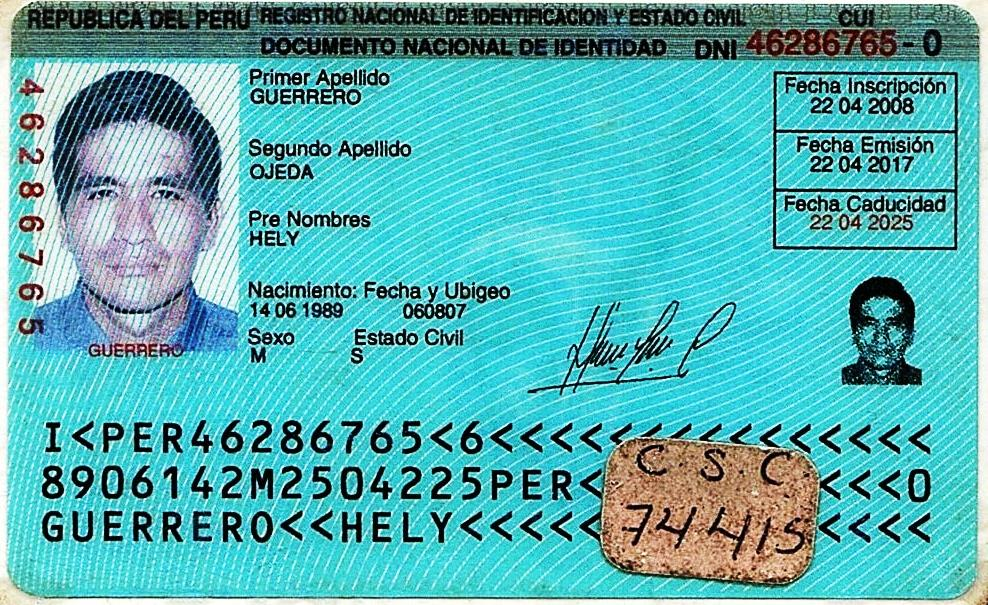 REPUBLICA DEL PERU REGISTRO NACIONAL DE IDENTIFICACION Y ESTADO CIVIL CUI
DOCUMENTO NACIONAL DE IDENTIDAD DNI 46286765 - 0
46286765
Primer Apellido
GUERRERO
Segundo Apellido
OJEDA
Pre Nombres
HELY
Nacimiento: Fecha y Ubigeo
14 06 1989 060807
Sexo Estado Civil
M S
GUERRERO
Fecha Inscripción
22 04 2008
Fecha Emisión
22 04 2017
Fecha Caducidad
22 04 2025
I<PER46286765<6<<<<<<<<<<<<<<<
8906142M2504225PER< <<<0
GUERRERO<<HELY<<<<< <<<<
C. S. C.
74415